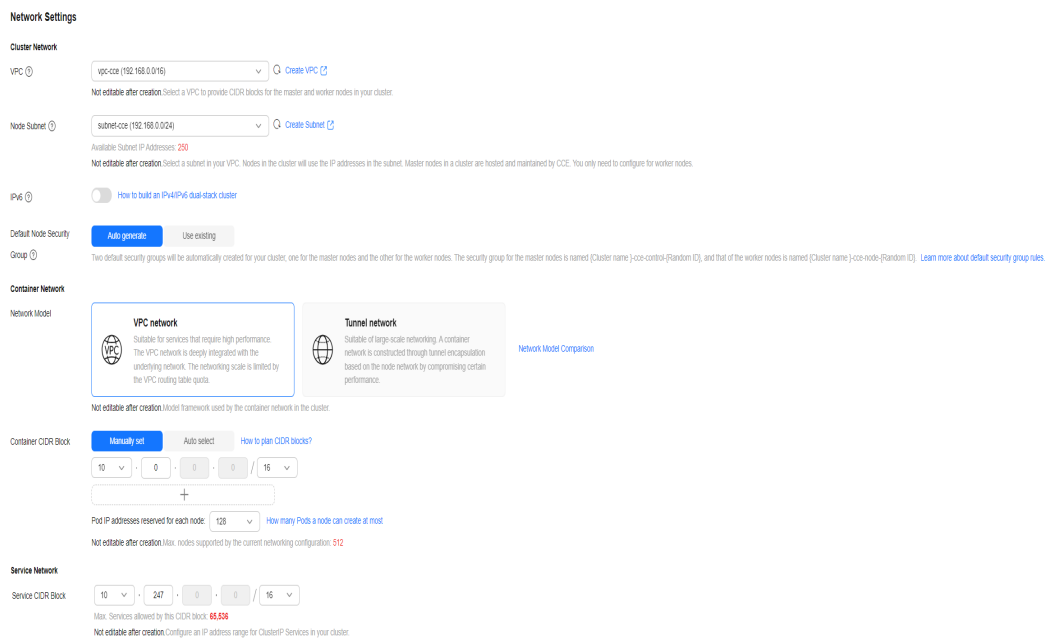 Network Settings
Cluster Network
VPC ?
vpc-cce (192.168.0.0/16)
Create VPC
Not editable after creation.Select a VPC to provide CIDR blocks for the master and worker nodes in your cluster.
Node Subnet ?
subnet-cce (192.168.0.0/24)
Create Subnet
Available Subnet IP Addresses: 250
Not editable after creation.Select a subnet in your VPC. Nodes in the cluster will use the IP addresses in the subnet. Master nodes in a cluster are hosted and maintained by CCE. You only need to configure for worker nodes.
IPv6 ?
How to build an IPv4/IPv6 dual-stack cluster
Default Node Security
Group ?
Auto generate
Use existing
Two default security groups will be automatically created for your cluster, one for the master nodes and the other for the worker nodes. The security group for the master nodes is named {Cluster name }-cce-control-{Random ID}, and that of the worker nodes is named {Cluster name }-cce-node-{Random ID}. Learn more about default security group rules.
Container Network
Network Model
VPC
VPC network
Suitable for services that require high performance.
The VPC network is deeply integrated with the
underlying network. The networking scale is limited by
the VPC routing table quota.
Tunnel network
Suitable of large-scale networking. A container
network is constructed through tunnel encapsulation
based on the node network by compromising certain
performance.
Network Model Comparison
Not editable after creation.Model framework used by the container network in the cluster.
Container CIDR Block
Manually set
Auto select
How to plan CIDR blocks?
10 . 0 . 0 . 0 / 16
+
Pod IP addresses reserved for each node: 128 How many Pods a node can create at most
Not editable after creation.Max. nodes supported by the current networking configuration: 512
Service Network
Service CIDR Block
10 . 247 . 0 . 0 / 16
Max. Services allowed by this CIDR block: 65,536
Not editable after creation.Configure an IP address range for ClusterIP Services in your cluster.